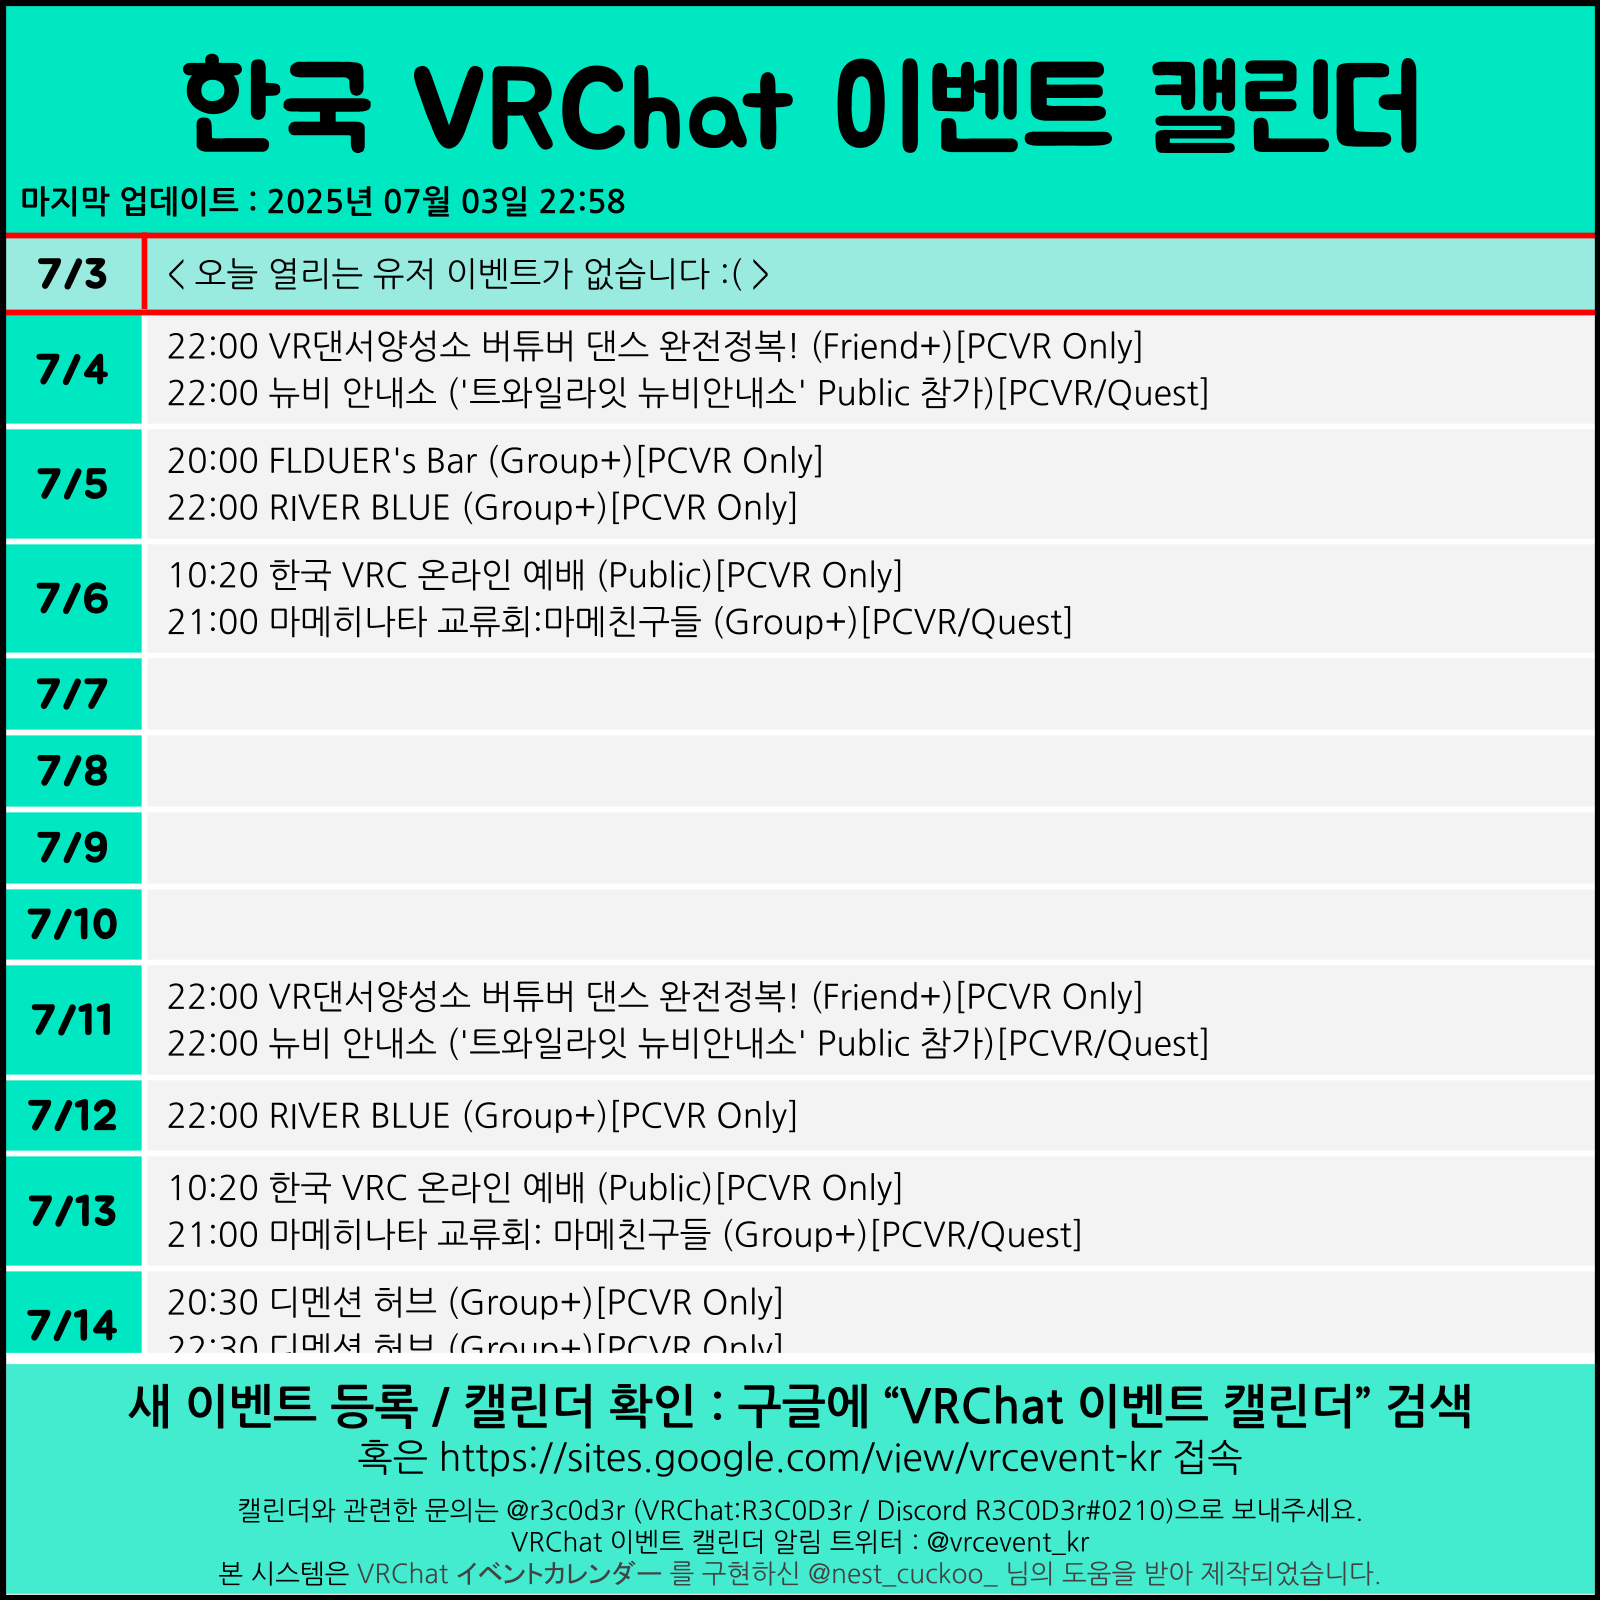 한국 VRChat 이벤트 캘린더
마지막 업데이트 : 2025년 07월 03일 22:58
7/3
< 오늘 열리는 유저 이벤트가 없습니다 :( >
7/4
22:00 VR댄서양성소 버튜버 댄스 완전정복! (Friend+)[PCVR Only]
22:00 뉴비 안내소 ('트와일라잇 뉴비안내소' Public 참가)[PCVR/Quest]
7/5
20:00 FLDUER's Bar (Group+)[PCVR Only]
22:00 RIVER BLUE (Group+)[PCVR Only]
7/6
10:20 한국 VRC 온라인 예배 (Public)[PCVR Only]
21:00 마메히나타 교류회:마메친구들 (Group+)[PCVR/Quest]
7/7
7/8
7/9
7/10
7/11
22:00 VR댄서양성소 버튜버 댄스 완전정복! (Friend+)[PCVR Only]
22:00 뉴비 안내소 ('트와일라잇 뉴비안내소' Public 참가)[PCVR/Quest]
7/12
22:00 RIVER BLUE (Group+)[PCVR Only]
7/13
10:20 한국 VRC 온라인 예배 (Public)[PCVR Only]
21:00 마메히나타 교류회: 마메친구들 (Group+)[PCVR/Quest]
7/14
20:30 디멘션 허브 (Group+)[PCVR Only]
22:30 디멘션 허브 (Group+)[PCVR Only]
새 이벤트 등록 / 캘린더 확인 : 구글에 “VRChat 이벤트 캘린더” 검색
혹은 https://sites.google.com/view/vrcevent-kr 접속
캘린더와 관련한 문의는 @r3c0d3r (VRChat:R3C0D3r / Discord R3C0D3r#0210)으로 보내주세요.
VRChat 이벤트 캘린더 알림 트위터 : @vrcevent_kr
본 시스템은 VRChat イベントカレンダー 를 구현하신 @nest_cuckoo_ 님의 도움을 받아 제작되었습니다.